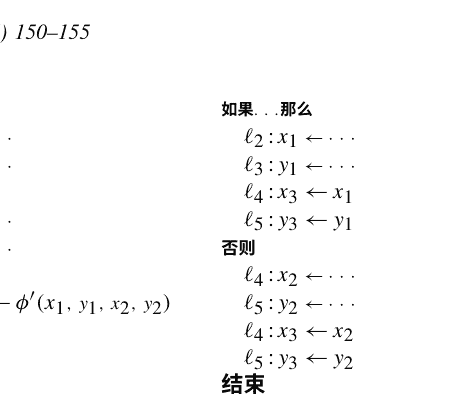 ) 150–155
.
.
.
.
– ϕ′(x₁, y₁, x₂, y₂)
如果. . .那么
ℓ₂ : x₁ ← · · ·
ℓ₃ : y₁ ← · · ·
ℓ₄ : x₃ ← x₁
ℓ₅ : y₃ ← y₁
否则
ℓ₄ : x₂ ← · · ·
ℓ₅ : y₂ ← · · ·
ℓ₄ : x₃ ← x₂
ℓ₅ : y₃ ← y₂
结束